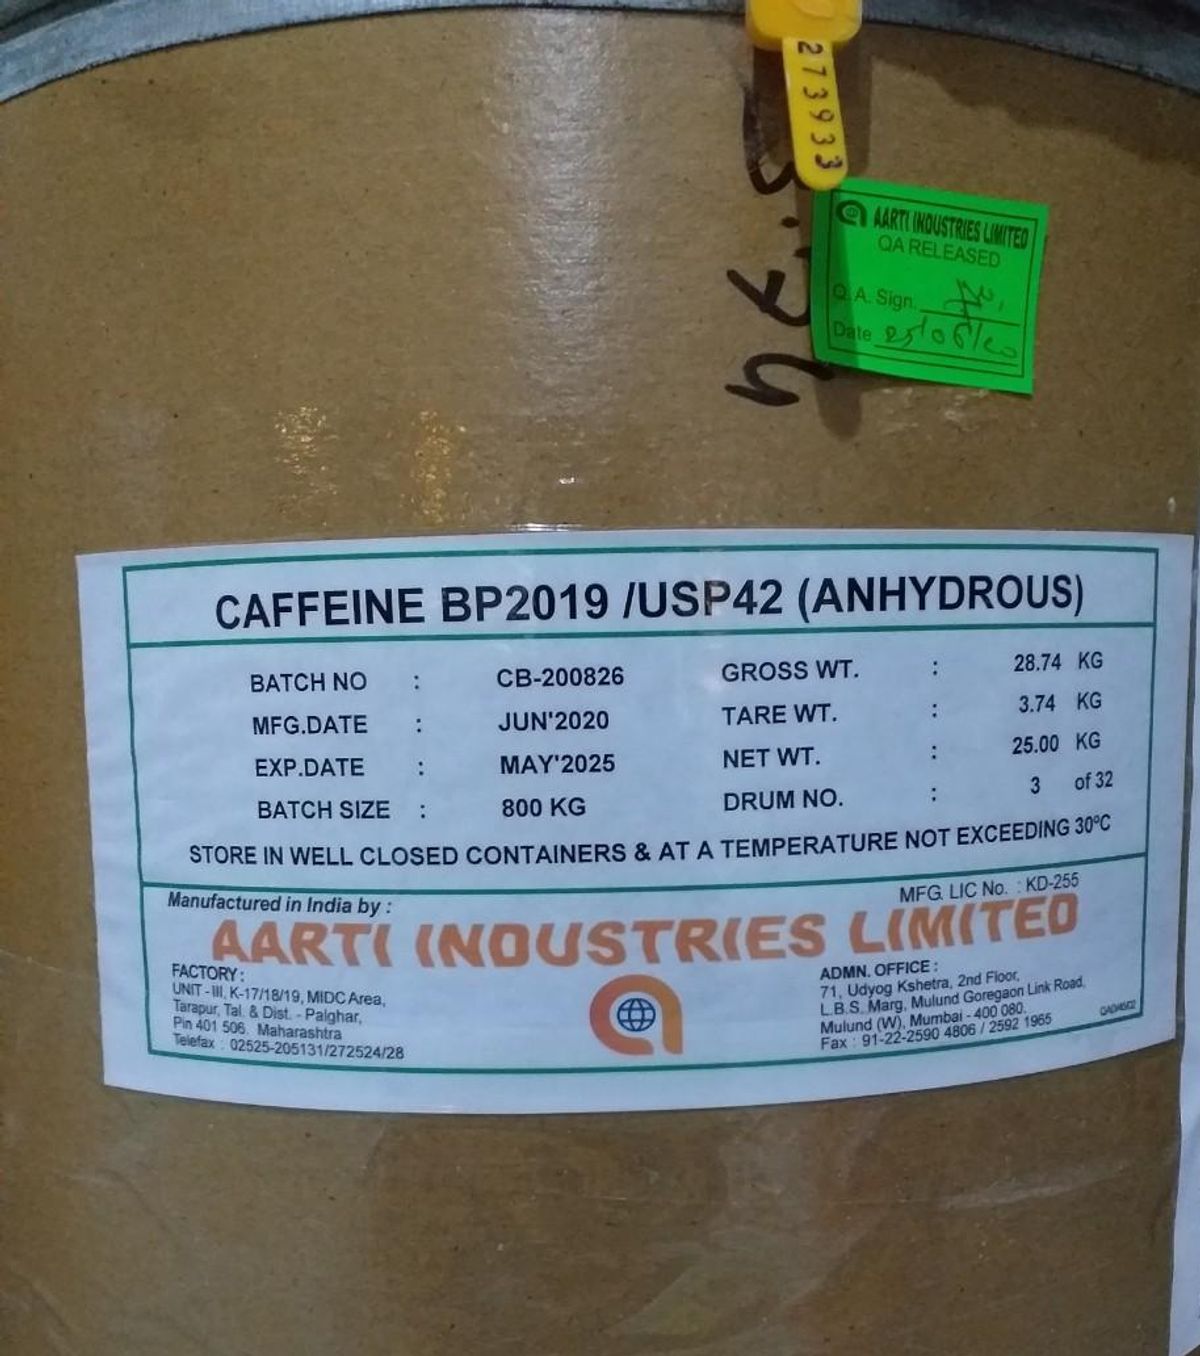 273933
AARTI INDUSTRIES LIMITED
QA RELEASED
Q. A. Sign.
Date 25/06/20
CAFFEINE BP2019 /USP42 (ANHYDROUS)
BATCH NO : CB-200826 GROSS WT. : 28.74 KG
MFG.DATE : JUN'2020 TARE WT. : 3.74 KG
EXP.DATE : MAY'2025 NET WT. : 25.00 KG
BATCH SIZE : 800 KG DRUM NO. : 3 of 32
STORE IN WELL CLOSED CONTAINERS & AT A TEMPERATURE NOT EXCEEDING 30°C
Manufactured in India by :
MFG. LIC No. : KD-255
AARTI INDUSTRIES LIMITED
FACTORY :
UNIT - III, K-17/18/19, MIDC Area,
Tarapur, Tal. & Dist. - Palghar,
Pin 401 506. Maharashtra
Telefax : 02525-205131/272524/28
ADMN. OFFICE :
71, Udyog Kshetra, 2nd Floor,
L.B.S. Marg, Mulund Goregaon Link Road,
Mulund (W), Mumbai - 400 080.
Fax : 91-22-2590 4806 / 2592 1965